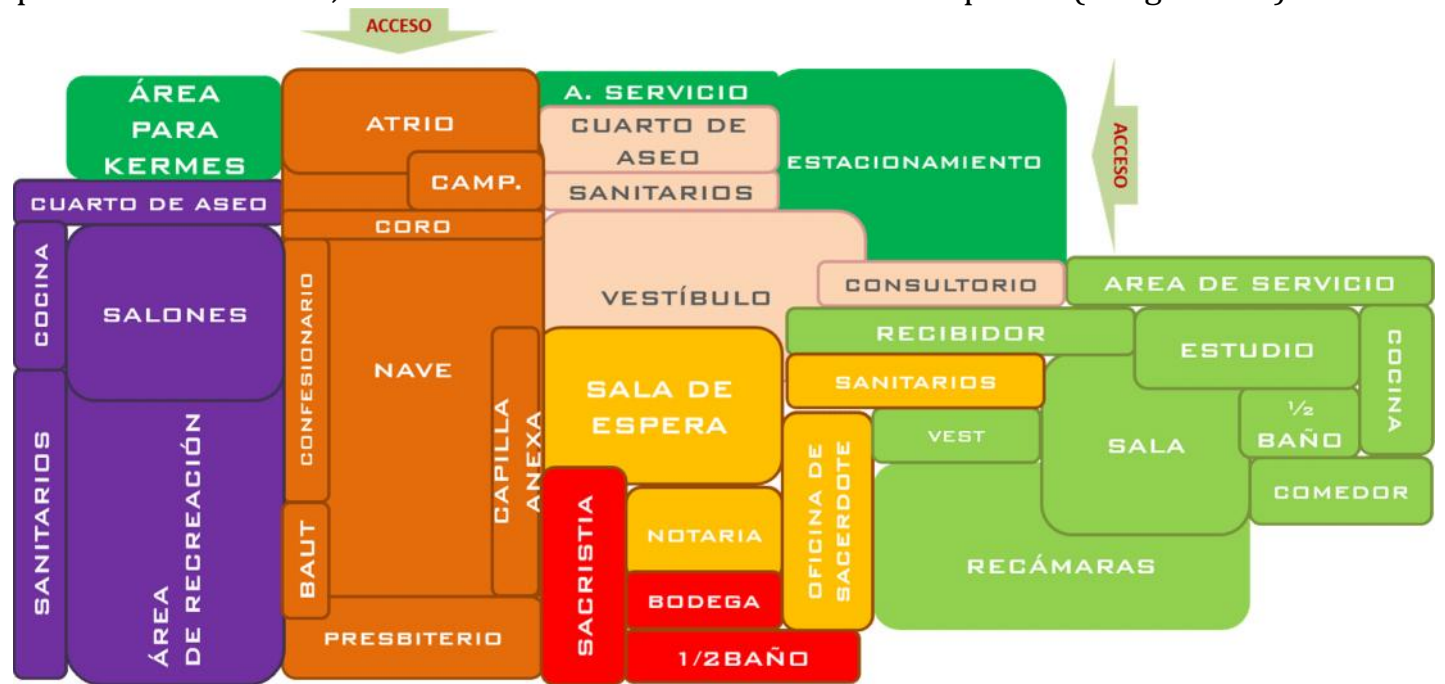 ACCESO
ÁREA
PARA
KERMES
ATRIO
A. SERVICIO
CUARTO DE
ASEO
ESTACIONAMIENTO
ACCESO
CAMP.
SANITARIOS
CUARTO DE ASEO
CORO
COCINA
SALONES
CONFESIONARIO
NAVE
CAPILLA
ANEXA
VESTÍBULO
CONSULTORIO
AREA DE SERVICIO
RECIBIDOR
ESTUDIO
COCINA
SALA DE
ESPERA
SANITARIOS
VEST
SALA
½
BAÑO
COMEDOR
SANITARIOS
ÁREA
DE RECREACIÓN
BAUT
PRESBITERIO
SACRISTIA
NOTARIA
BODEGA
1/2BAÑO
OFICINA DE
SACERDOTE
RECÁMARAS